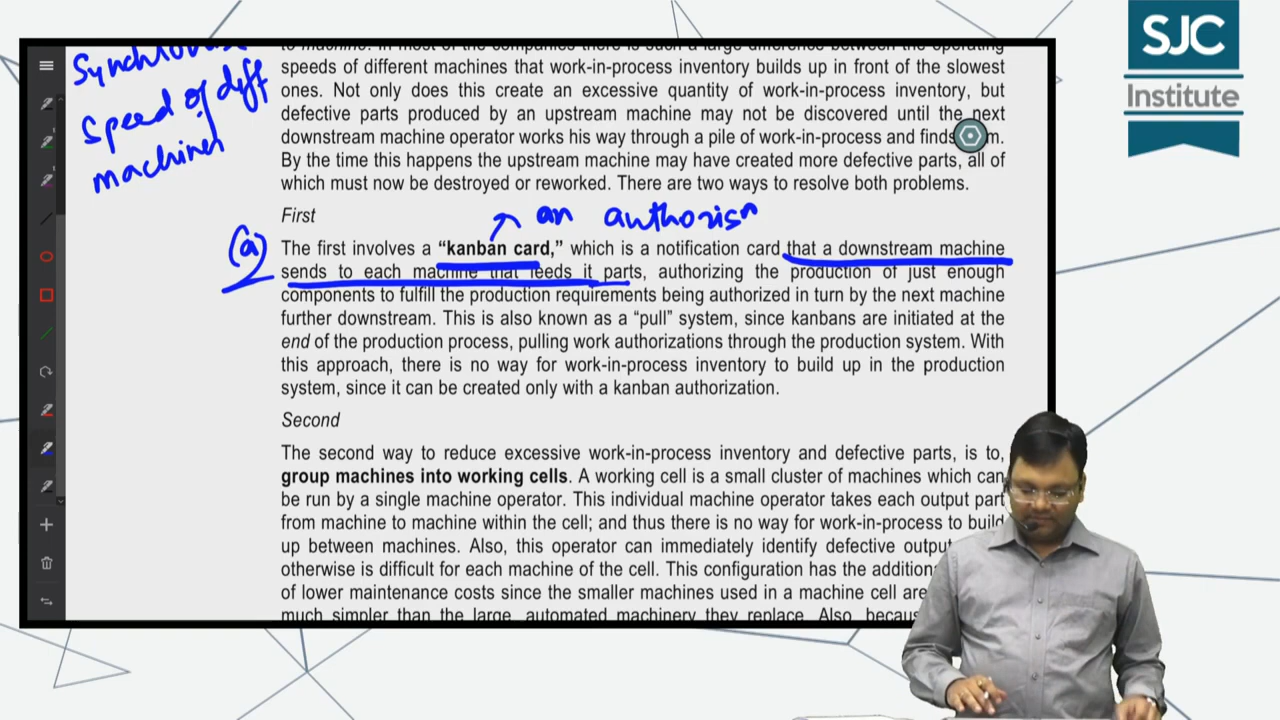 SJC
Institute
Synchronise
speed of diff
machines
speeds of different machines that work-in-process inventory builds up in front of the slowest
ones. Not only does this create an excessive quantity of work-in-process inventory, but
defective parts produced by an upstream machine may not be discovered until the next
downstream machine operator works his way through a pile of work-in-process and finds
By the time this happens the upstream machine may have created more defective parts, all of
which must now be destroyed or reworked. There are two ways to resolve both problems.
First
an authorisn
(a)
The first involves a “kanban card,” which is a notification card that a downstream machine
sends to each machine that feeds it parts, authorizing the production of just enough
components to fulfill the production requirements being authorized in turn by the next machine
further downstream. This is also known as a “pull” system, since kanbans are initiated at the
end of the production process, pulling work authorizations through the production system. With
this approach, there is no way for work-in-process inventory to build up in the production
system, since it can be created only with a kanban authorization.
Second
The second way to reduce excessive work-in-process inventory and defective parts, is to,
group machines into working cells. A working cell is a small cluster of machines which can
be run by a single machine operator. This individual machine operator takes each output part
from machine to machine within the cell; and thus there is no way for work-in-process to build
up between machines. Also, this operator can immediately identify defective output
otherwise is difficult for each machine of the cell. This configuration has the
of lower maintenance costs since the smaller machines used in a machine cell are
much simpler than the large, automated machinery they replace. Also,